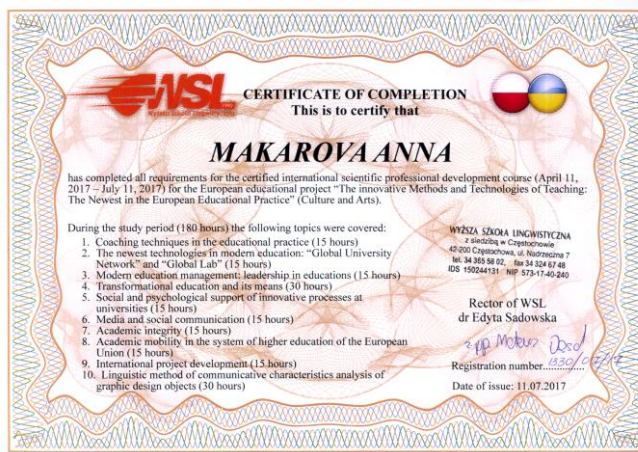 WSL
CERTIFICATE OF COMPLETION
This is to certify that
MAKAROVA ANNA
has completed all requirements for the certified international scientific professional development course (April 11,
2017 – July 11, 2017) for the European educational project “The innovative Methods and Technologies of Teaching:
The Newest in the European Educational Practice” (Culture and Arts).
During the study period (180 hours) the following topics were covered:
1. Coaching techniques in the educational practice (15 hours)
2. The newest technologies in modern education: “Global University
Network” and “Global Lab” (15 hours)
3. Modern education management: leadership in educations (15 hours)
4. Transformational education and its means (30 hours)
5. Social and psychological support of innovative processes at
universities (15 hours)
6. Media and social communication (15 hours)
7. Academic integrity (15 hours)
8. Academic mobility in the system of higher education of the European
Union (15 hours)
9. International project development (15 hours)
10. Linguistic method of communicative characteristics analysis of
graphic design objects (30 hours)
WYŻSZA SZKOŁA LINGWISTYCZNA
z siedzibą w Częstochowie
42-200 Częstochowa, ul. Nadrzeczna 7
tel. 34 365 58 02, fax 34 324 67 48
IDS 150244131 NIP 573-17-40-240
Rector of WSL
dr Edyta Sadowska
Registration number
Date of issue: 11.07.2017